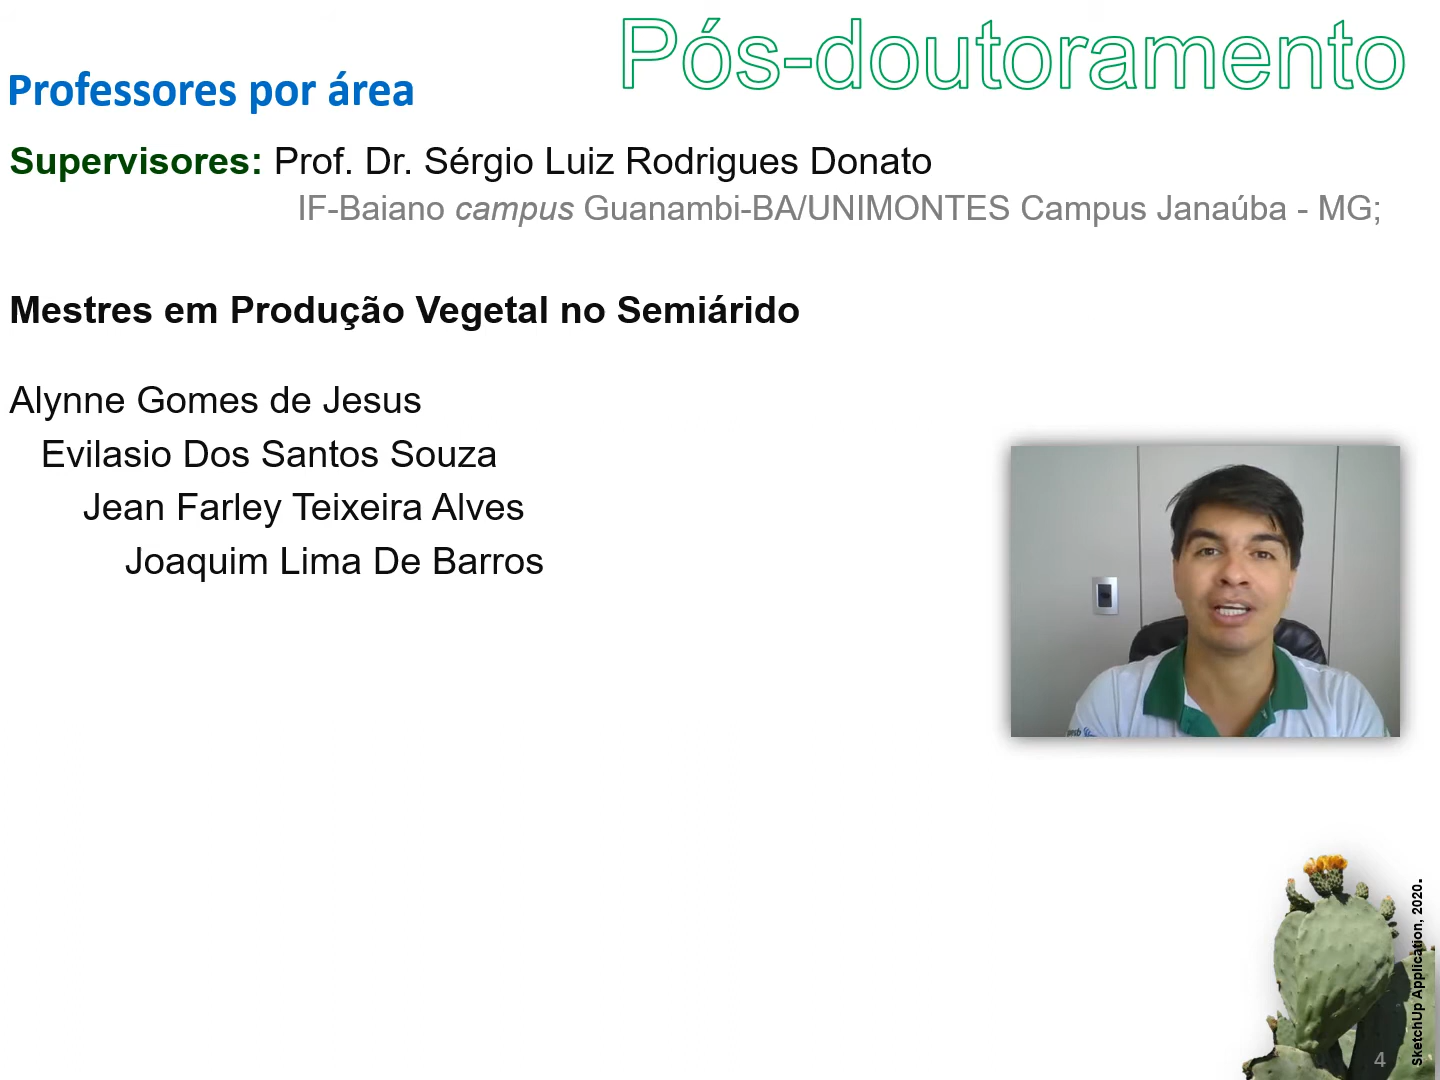 Pós-doutoramento
Professores por área
Supervisores: Prof. Dr. Sérgio Luiz Rodrigues Donato
IF-Baiano campus Guanambi-BA/UNIMONTES Campus Janaúba - MG;
Mestres em Produção Vegetal no Semiárido
Alynne Gomes de Jesus
Evilasio Dos Santos Souza
Jean Farley Teixeira Alves
Joaquim Lima De Barros
SketchUp Application, 2020.
4